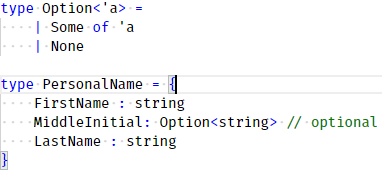 type Option<'a> =
    | Some of 'a
    | None
type PersonalName = {
    FirstName : string
    MiddleInitial: Option<string> // optional
    LastName : string
}